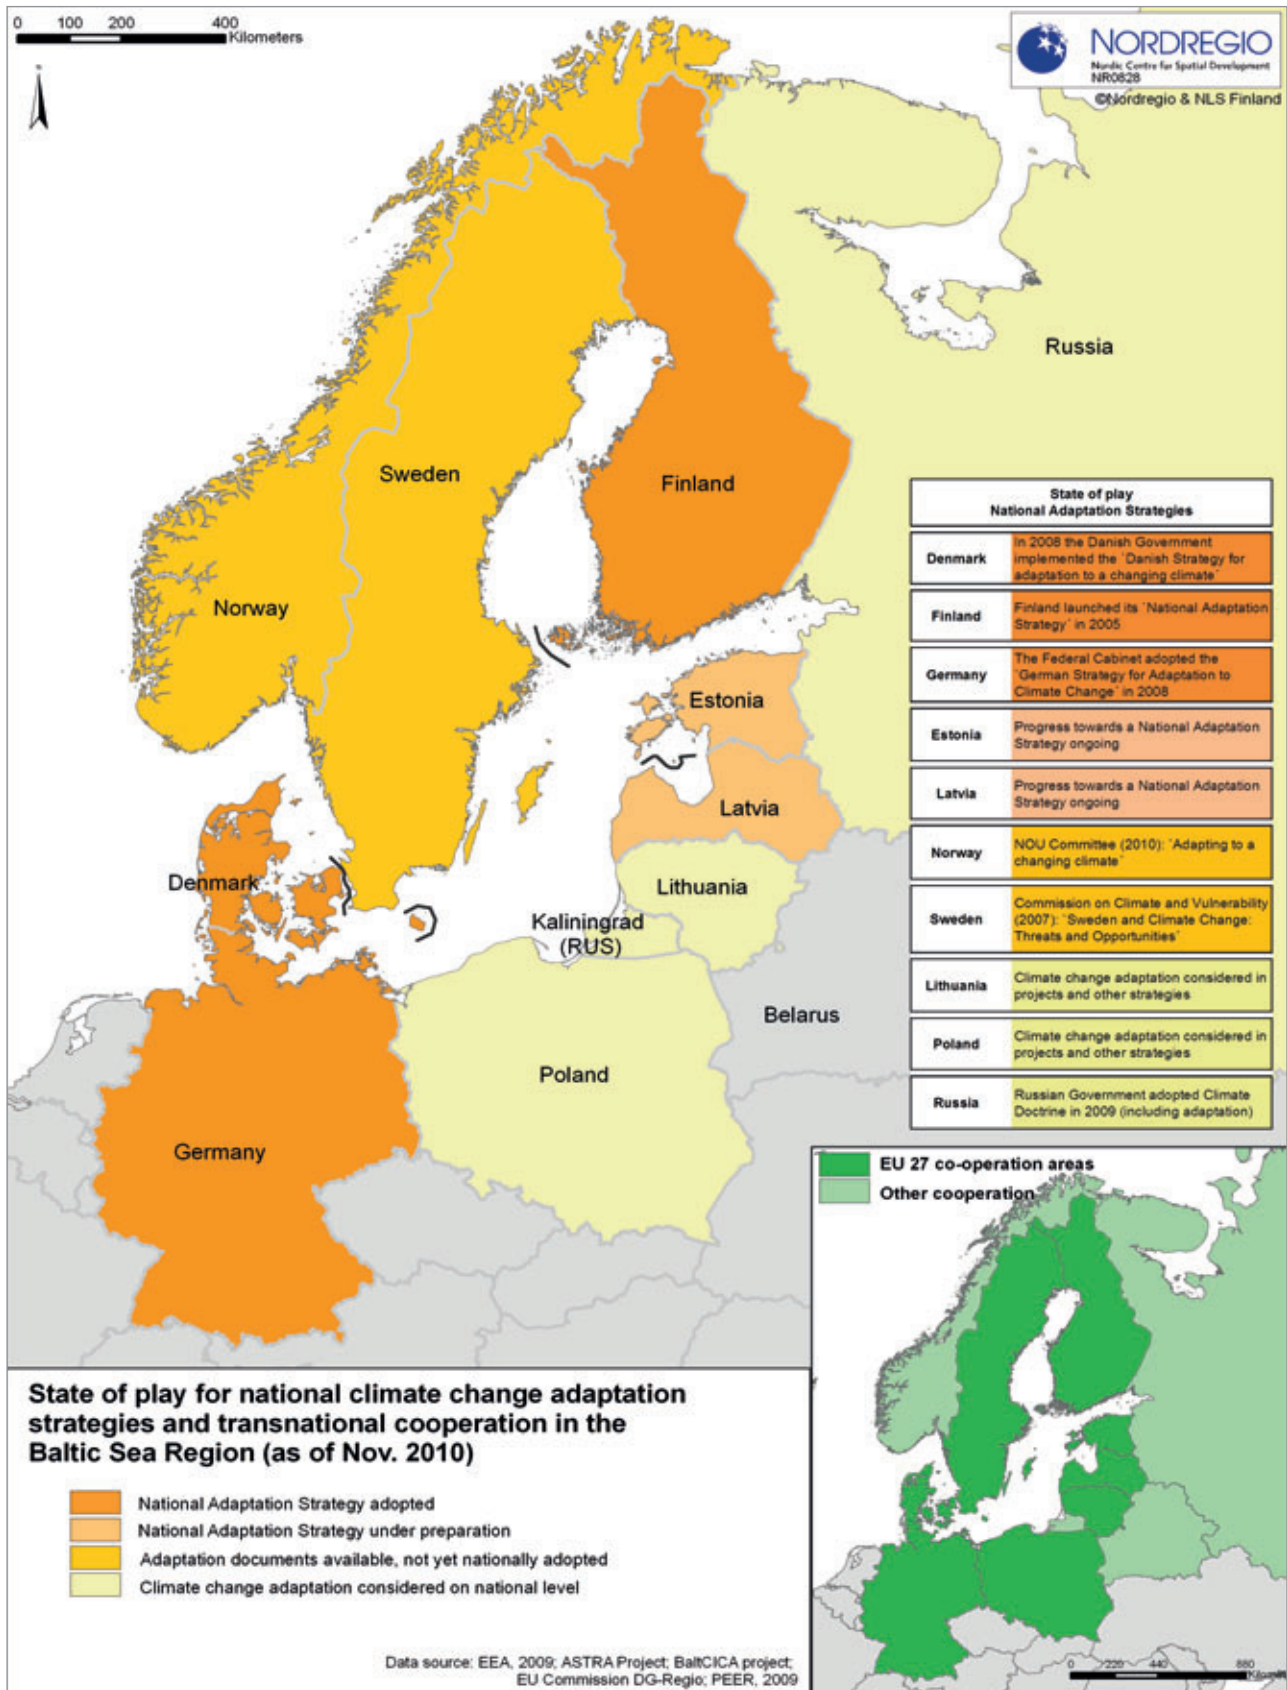 0 100 200 400
Kilometers
NORDREGIO
Nordic Centre for Spatial Development
NR0828
©Nordregio & NLS Finland
Russia
Sweden
Finland
Norway
Estonia
Latvia
Denmark
Lithuania
Kaliningrad
(RUS)
Belarus
Poland
Germany
State of play
National Adaptation Strategies
Denmark
In 2008 the Danish Government
implemented the ´Danish Strategy for
adaptation to a changing climate´
Finland
Finland launched its ´National Adaptation
Strategy´ in 2005
Germany
The Federal Cabinet adopted the
´German Strategy for Adaptation to
Climate Change´ in 2008
Estonia
Progress towards a National Adaptation
Strategy ongoing
Latvia
Progress towards a National Adaptation
Strategy ongoing
Norway
NOU Committee (2010): ´Adapting to a
changing climate´
Sweden
Commission on Climate and Vulnerability
(2007): ´Sweden and Climate Change:
Threats and Opportunities´
Lithuania
Climate change adaptation considered in
projects and other strategies
Poland
Climate change adaptation considered in
projects and other strategies
Russia
Russian Government adopted Climate
Doctrine in 2009 (including adaptation)
EU 27 co-operation areas
Other cooperation
0 220 440 880
State of play for national climate change adaptation
strategies and transnational cooperation in the
Baltic Sea Region (as of Nov. 2010)
National Adaptation Strategy adopted
National Adaptation Strategy under preparation
Adaptation documents available, not yet nationally adopted
Climate change adaptation considered on national level
Data source: EEA, 2009; ASTRA Project; BaltCICA project;
EU Commission DG-Regio; PEER, 2009